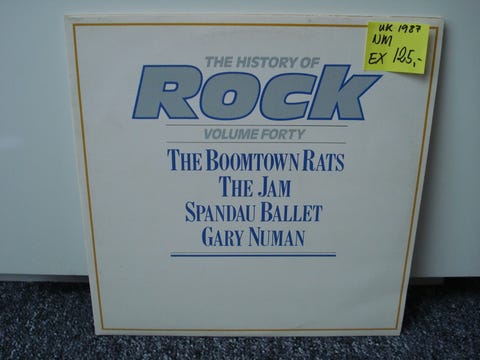 UK 1987
NM
EX 125,-
THE HISTORY OF
ROCK
VOLUME FORTY
THE BOOMTOWN RATS
THE JAM
SPANDAU BALLET
GARY NUMAN